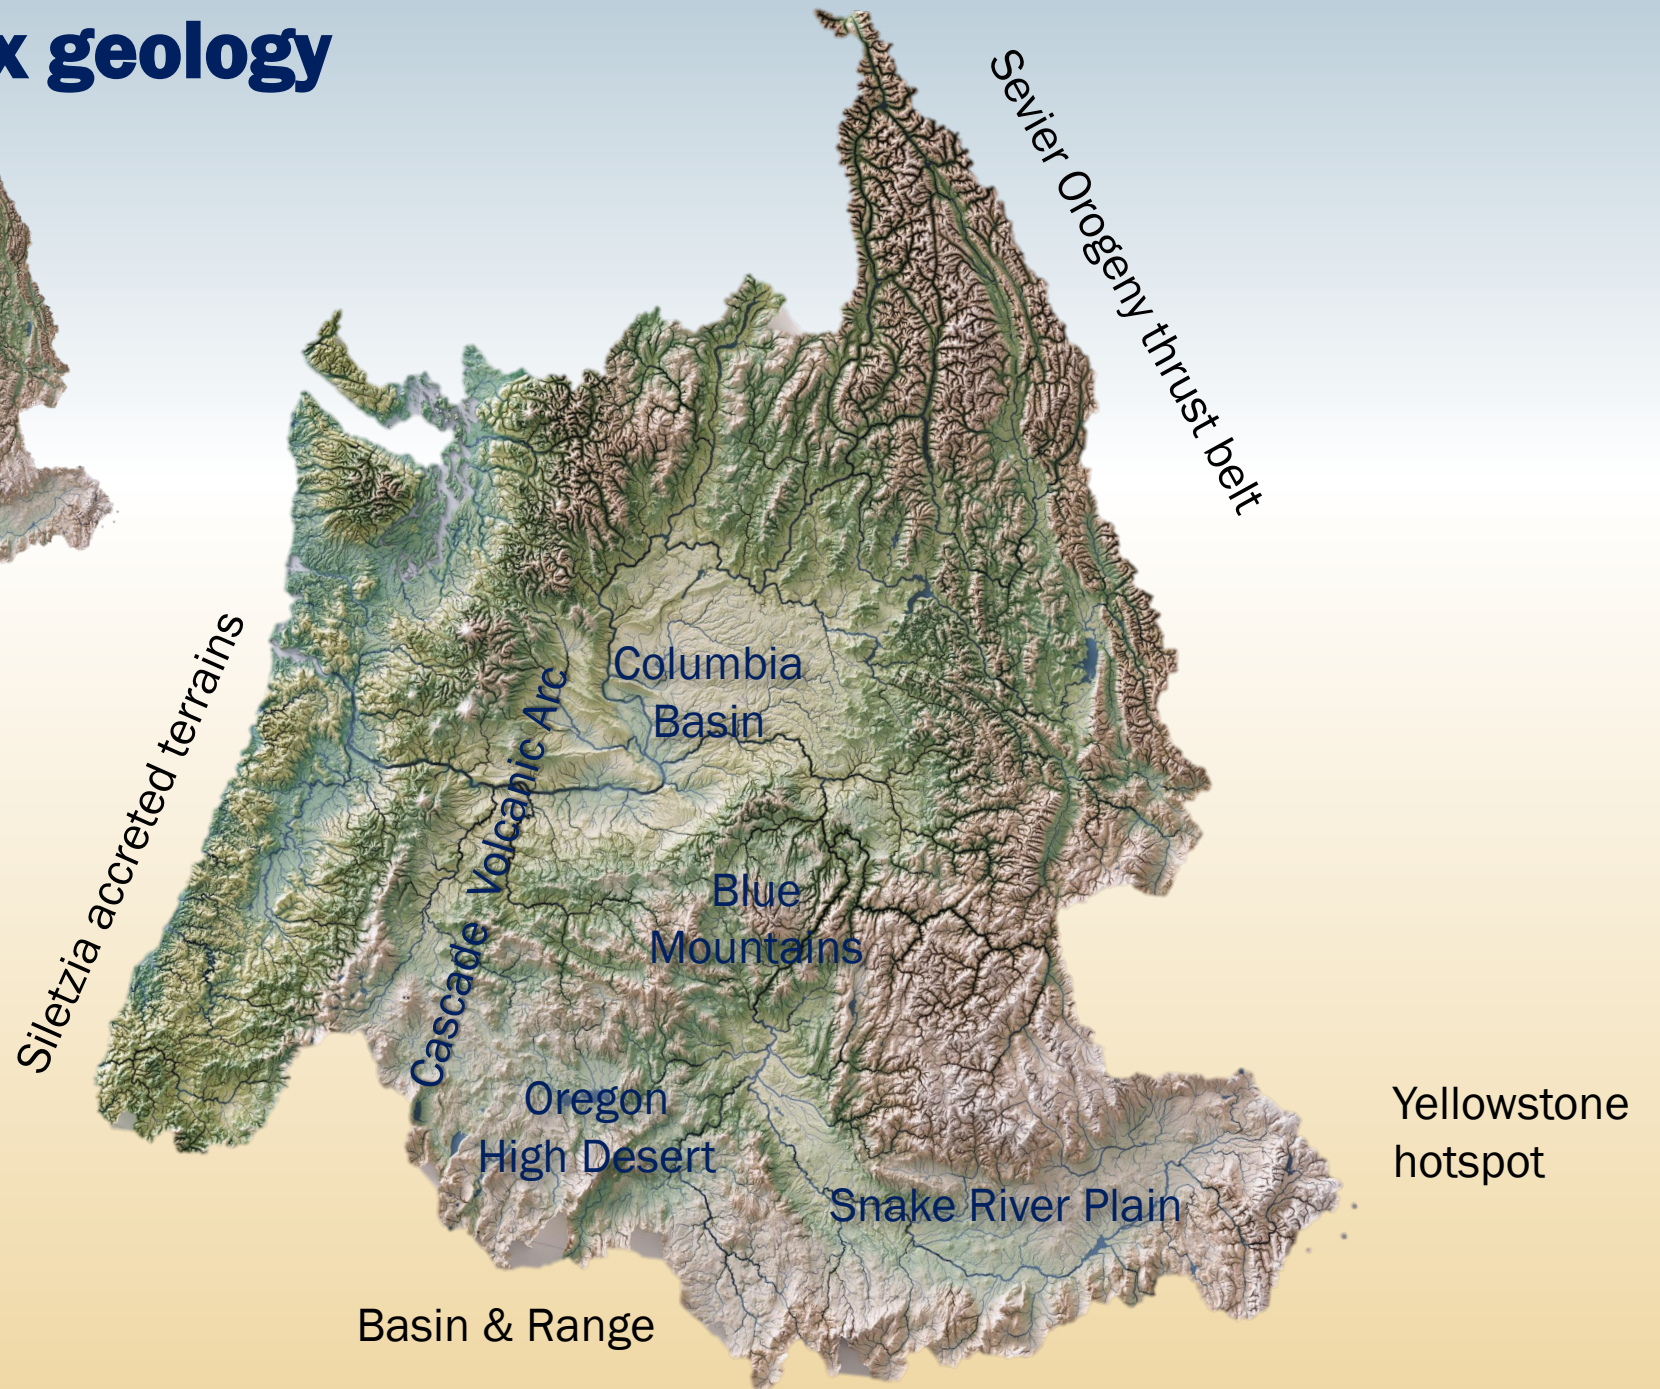 x geology
Sevier Orogeny thrust belt
Siletzia accreted terrains
Cascade Volcanic Arc
Columbia
Basin
Blue
Mountains
Oregon
High Desert
Snake River Plain
Yellowstone
hotspot
Basin & Range